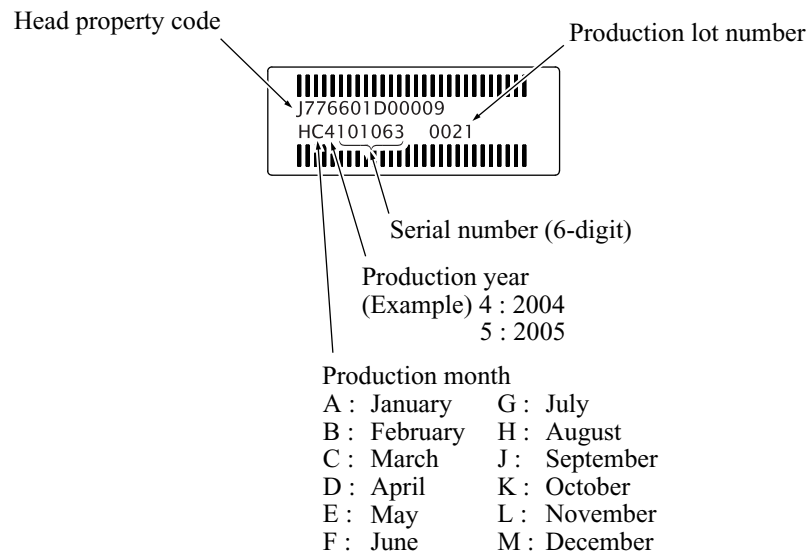 Head property code
Production lot number
J776601D00009
HC4101063 0021
Serial number (6-digit)
Production year
(Example) 4 : 2004
5 : 2005
Production month
A : January G : July
B : February H : August
C : March J : September
D : April K : October
E : May L : November
F : June M : December